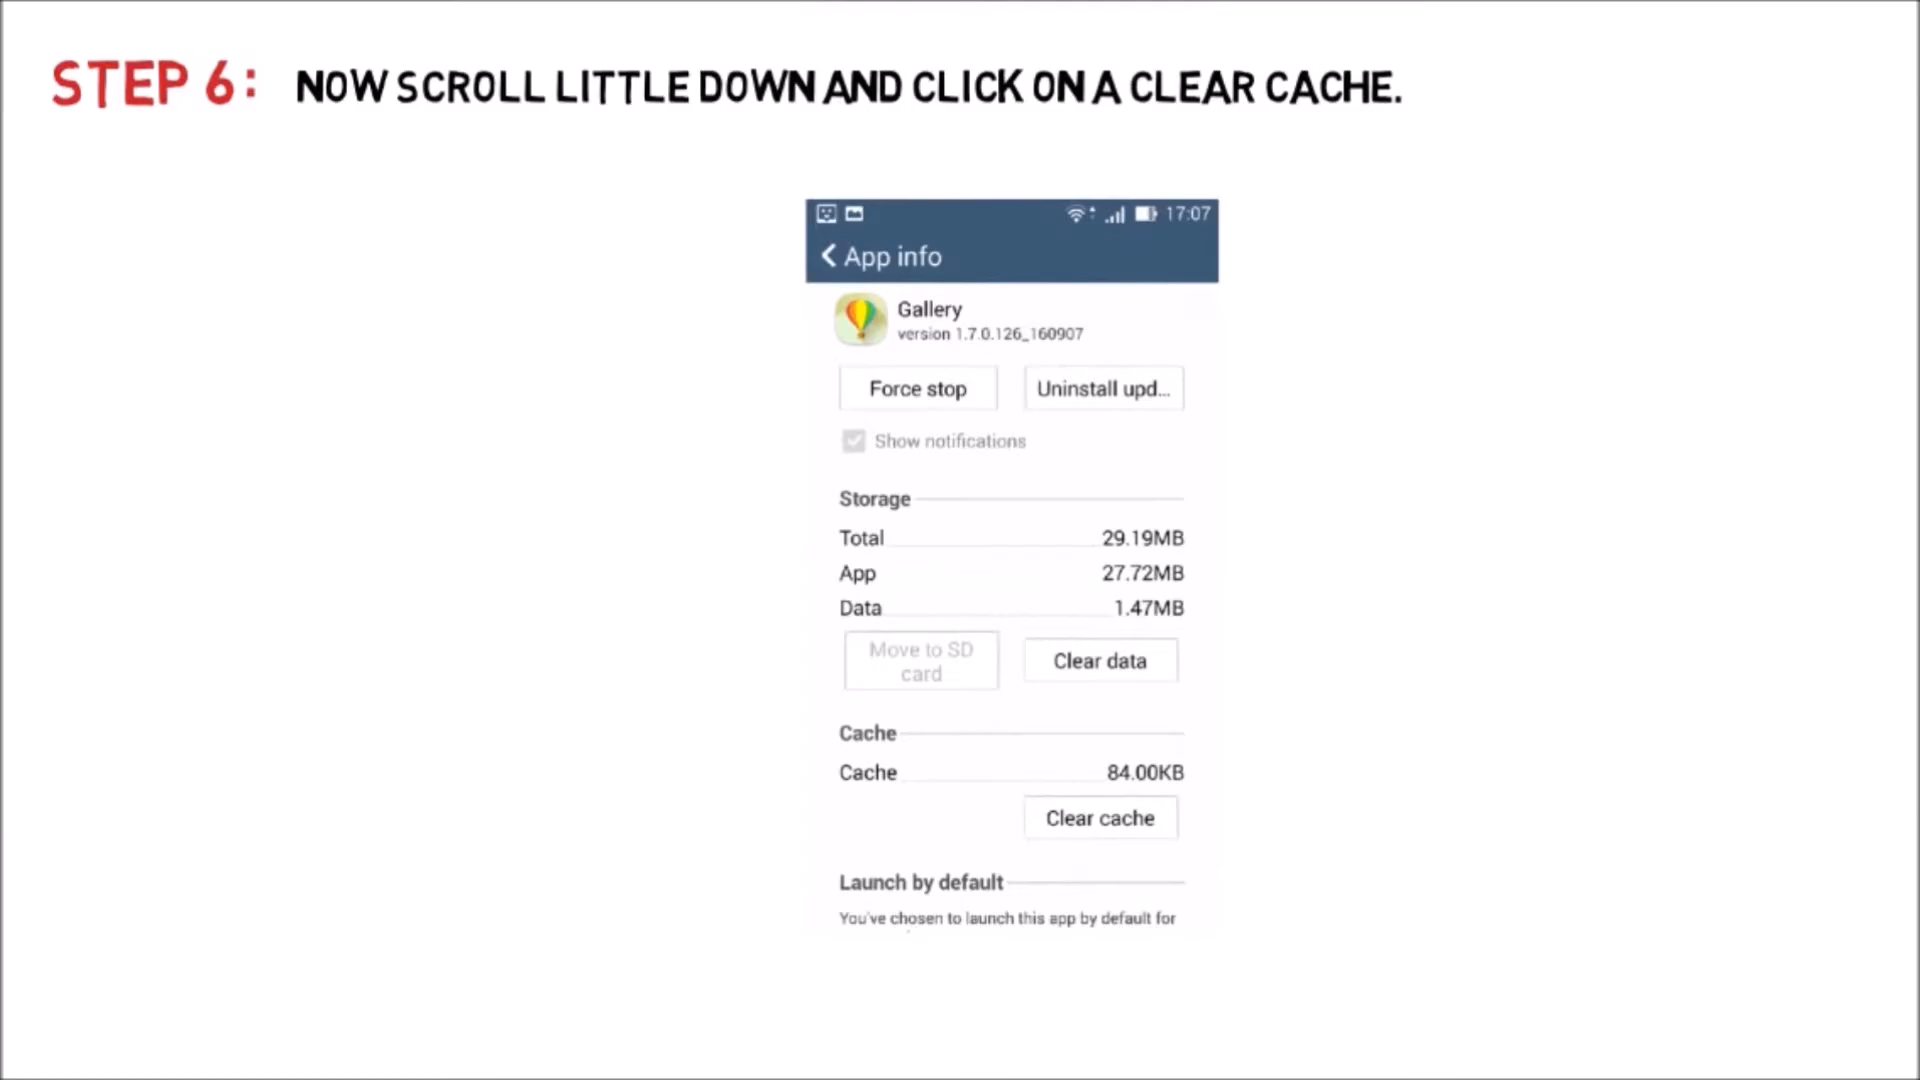 STEP 6: NOW SCROLL LITTLE DOWN AND CLICK ON A CLEAR CACHE.
17:07
App info
Gallery
version 1.7.0.126_160907
Force stop Uninstall upd...
Show notifications
Storage
Total 29.19MB
App 27.72MB
Data 1.47MB
Move to SD card Clear data
Cache
Cache 84.00KB
Clear cache
Launch by default
You've chosen to launch this app by default for